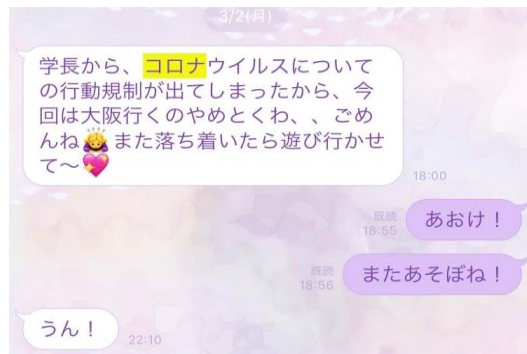 3/2(月)
学長から、コロナウイルスについて
の行動規制が出てしまったから、今
回は大阪行くのやめとくわ、、ごめ
んね🙇‍♀️また落ち着いたら遊び行かせ
て〜💖
18:00
既読
18:55
あおけ！
既読
18:56
またあそぼね！
うん！
22:10